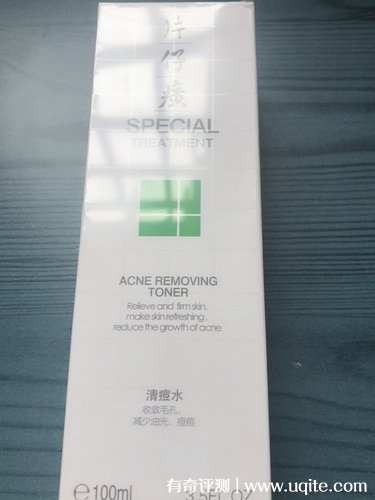 片仔癀
SPECIAL
TREATMENT
ACNE REMOVING
TONER
Relieve and firm skin,
make skin refreshing,
reduce the growth of acne
清痘水
收敛毛孔,
减少油光、痘痘
℮100ml 3.5FL.OZ
有奇评测 / www.uqite.com